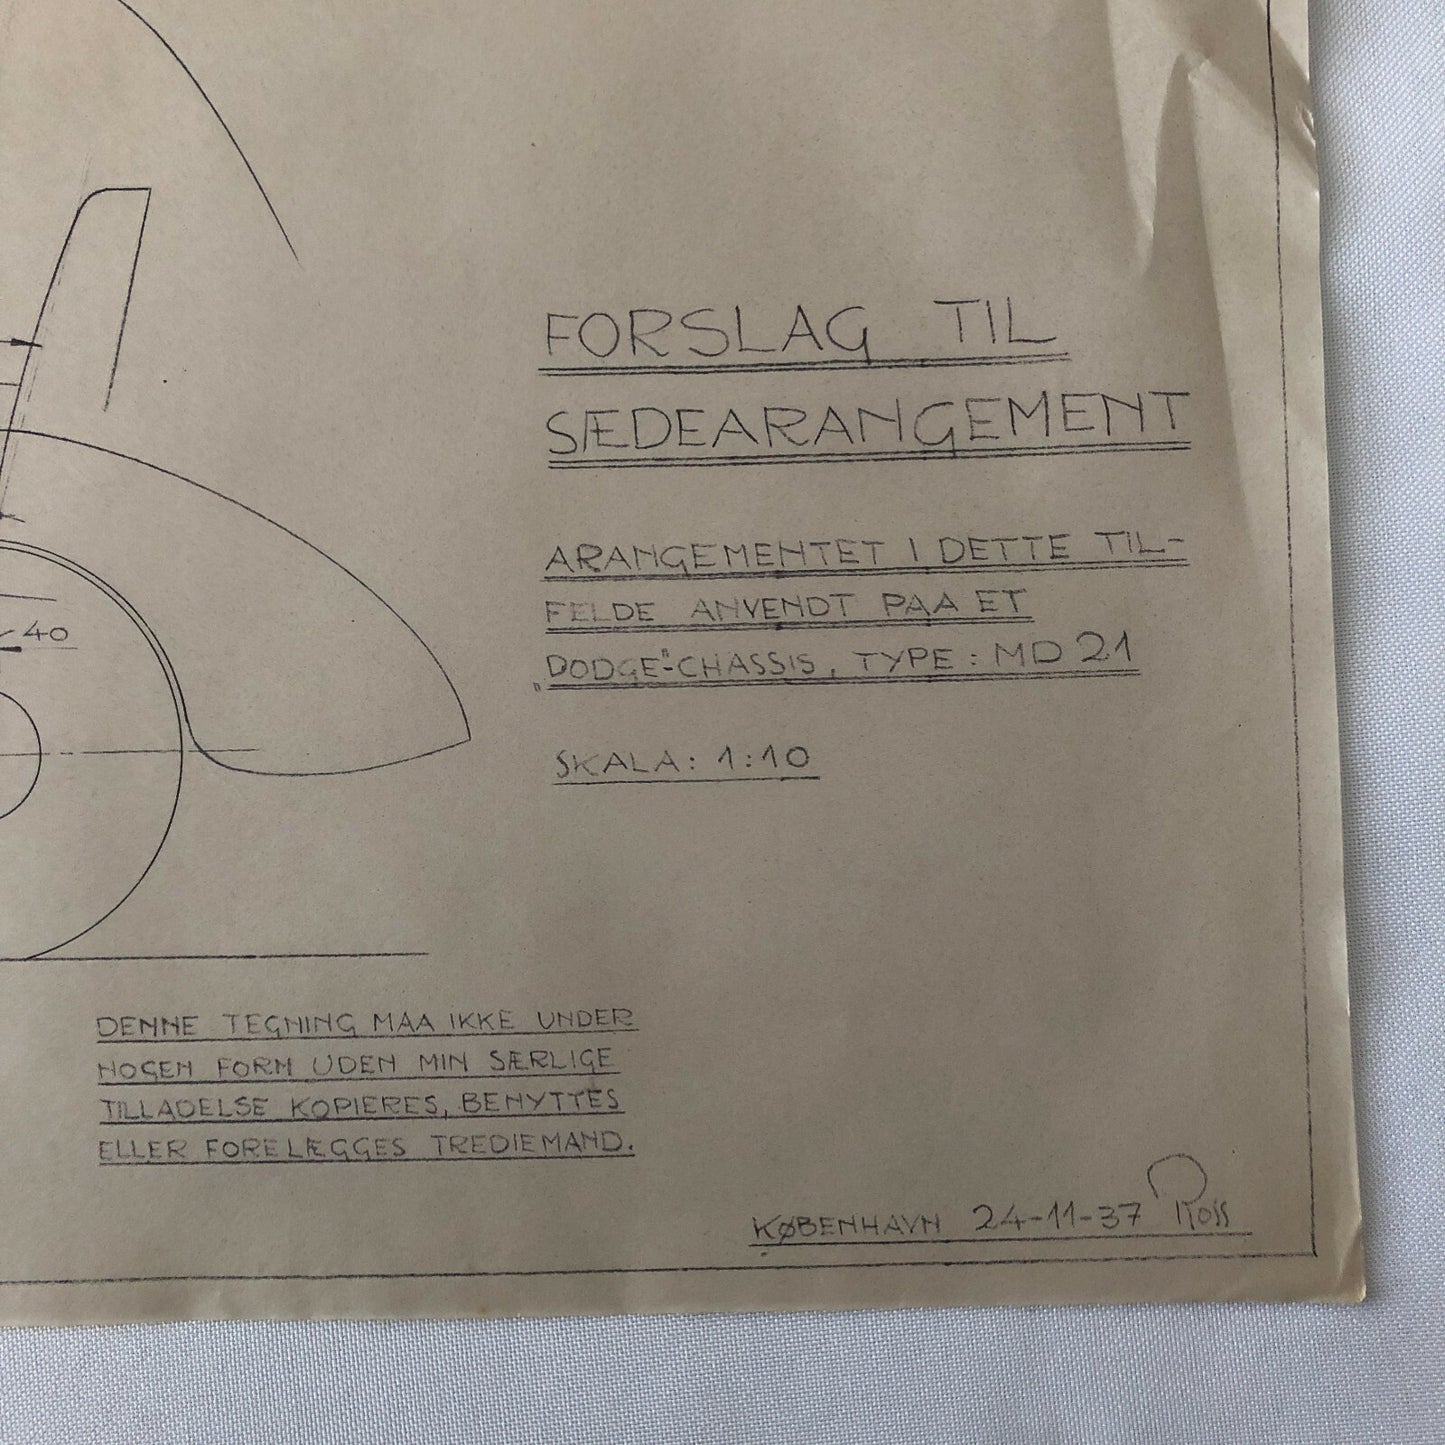 FORSLAG TIL
SÆDEARANGEMENT
ARANGEMENTET I DETTE TIL-
FELDE ANVENDT PAA ET
„DODGE"-CHASSIS, TYPE: MD 21
SKALA: 1:10
40
DENNE TEGNING MAA IKKE UNDER
NOGEN FORM UDEN MIN SÆRLIGE
TILLADELSE KOPIERES, BENYTTES
ELLER FORELÆGGES TREDIEMAND.
KØBENHAVN 24-11-37